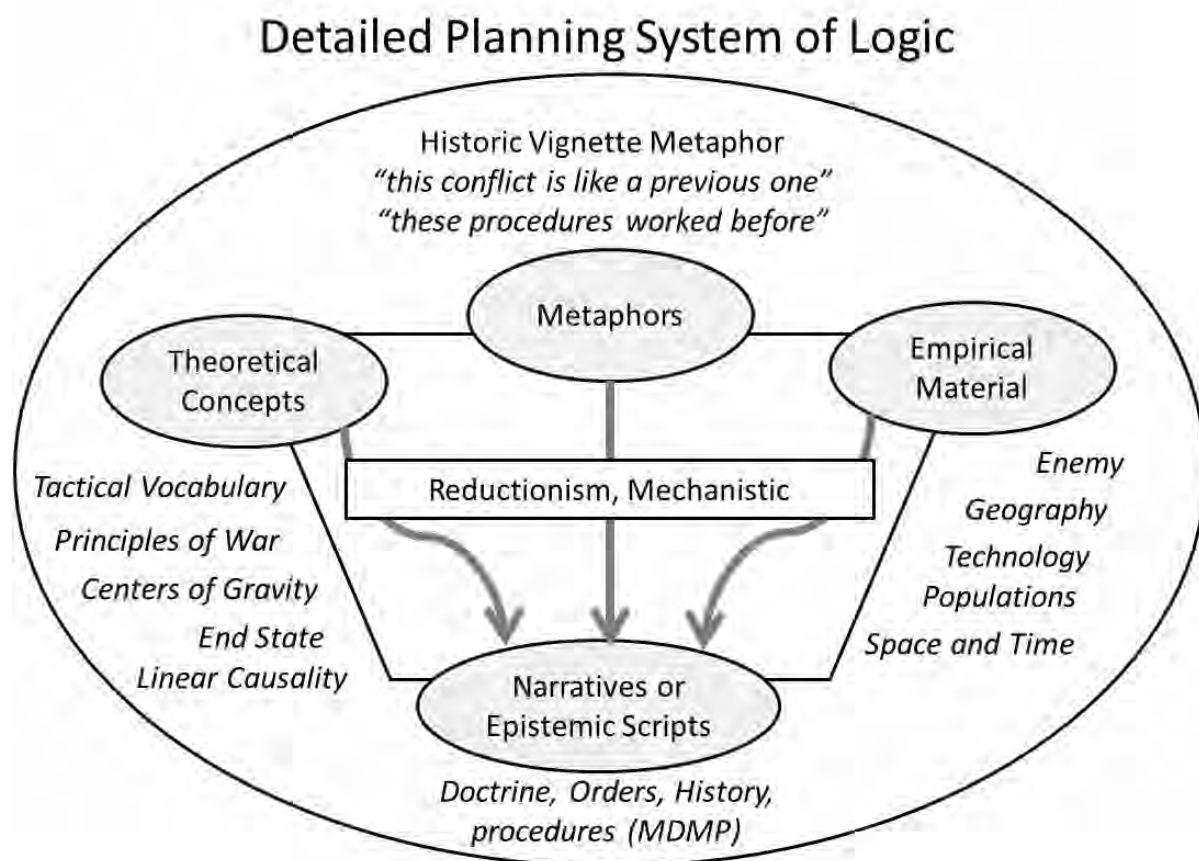 Detailed Planning System of Logic
Historic Vignette Metaphor
“this conflict is like a previous one”
“these procedures worked before”
Metaphors
Theoretical
Concepts
Empirical
Material
Reductionism, Mechanistic
Tactical Vocabulary
Principles of War
Centers of Gravity
End State
Linear Causality
Enemy
Geography
Technology
Populations
Space and Time
Narratives or
Epistemic Scripts
Doctrine, Orders, History,
procedures (MDMP)